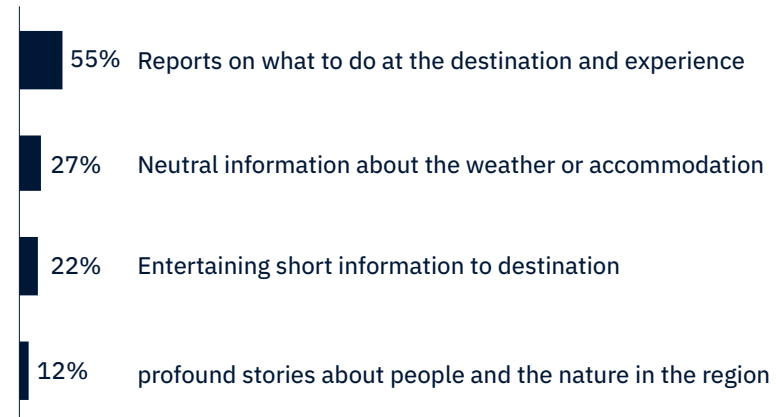 55% Reports on what to do at the destination and experience
27% Neutral information about the weather or accommodation
22% Entertaining short information to destination
12% profound stories about people and the nature in the region